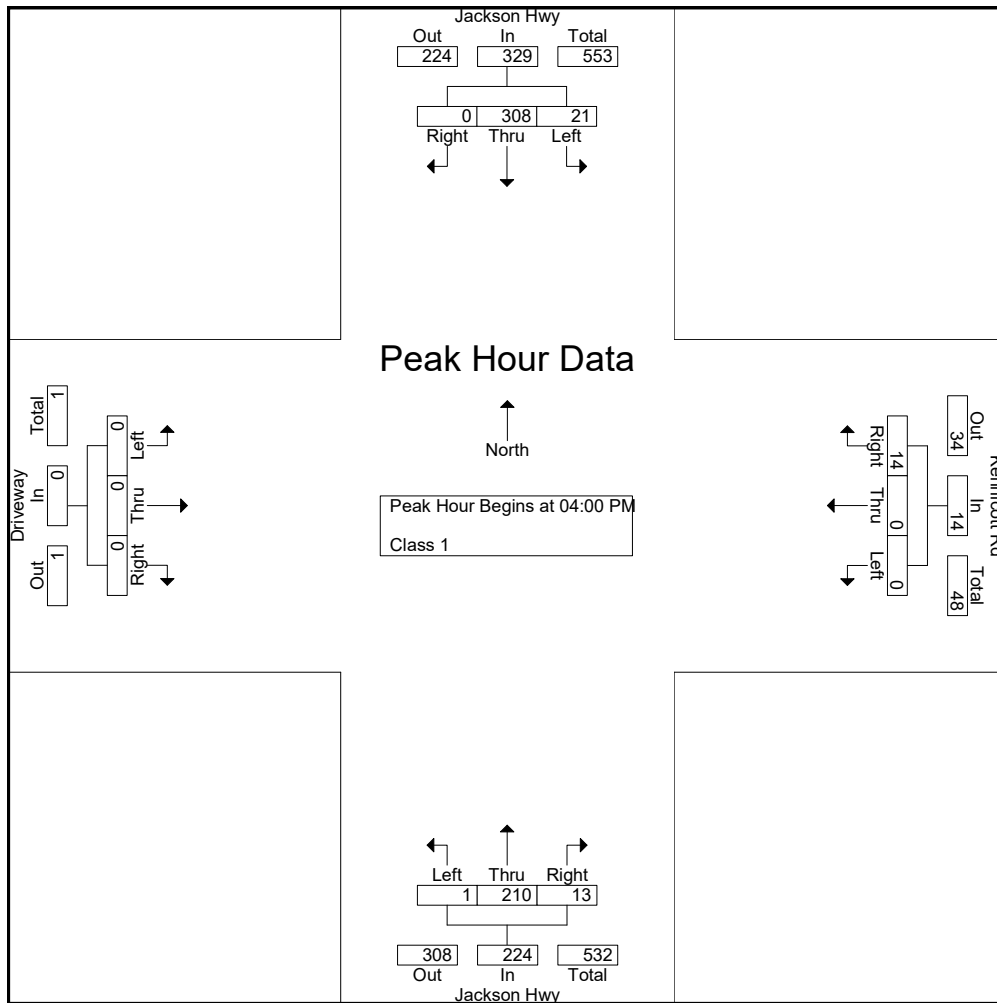 Jackson Hwy
Out In Total
224 329 553
0 308 21
Right Thru Left
Peak Hour Data
North
Peak Hour Begins at 04:00 PM
Class 1
Driveway
Total In Out
1 0 1
0 0 0
Left Thru Right
Right Thru Left
14 0 0
Out In Total
34 14 48
Left Thru Right
1 210 13
308 224 532
Out In Total
Jackson Hwy